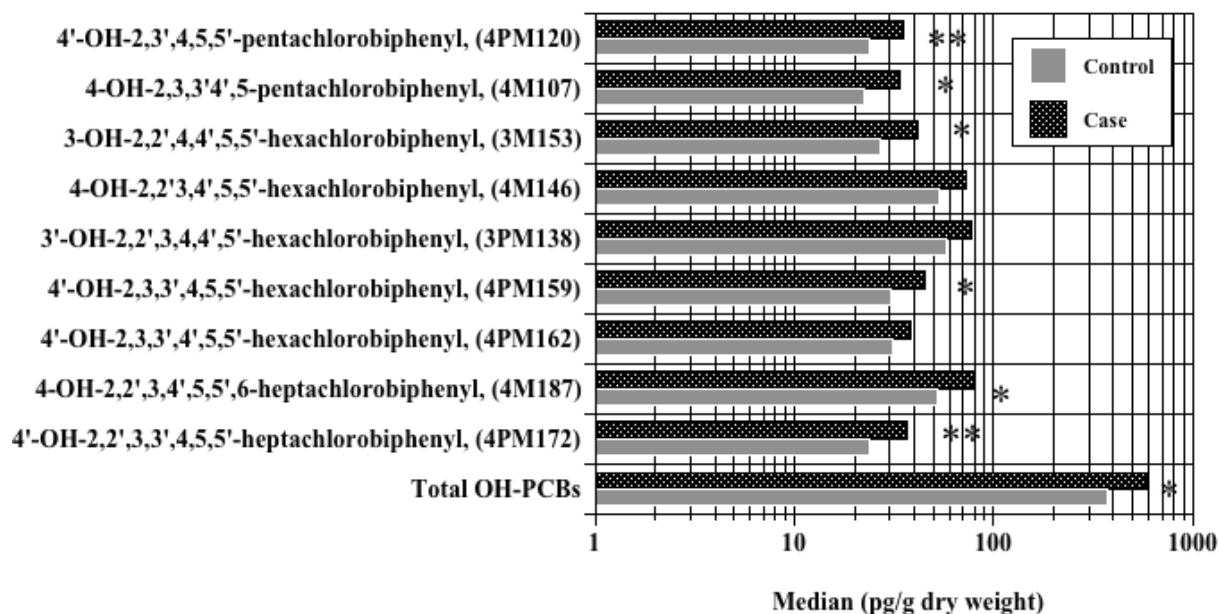 4'-OH-2,3',4,5,5'-pentachlorobiphenyl, (4PM120)
**
4-OH-2,3,3'4',5-pentachlorobiphenyl, (4M107)
*
3-OH-2,2',4,4',5,5'-hexachlorobiphenyl, (3M153)
*
4-OH-2,2'3,4',5,5'-hexachlorobiphenyl, (4M146)
3'-OH-2,2',3,4,4',5'-hexachlorobiphenyl, (3PM138)
4'-OH-2,3,3',4,5,5'-hexachlorobiphenyl, (4PM159)
*
4'-OH-2,3,3',4',5,5'-hexachlorobiphenyl, (4PM162)
4-OH-2,2',3,4',5,5',6-heptachlorobiphenyl, (4M187)
*
4'-OH-2,2',3,3',4,5,5'-heptachlorobiphenyl, (4PM172)
**
Total OH-PCBs
*
Control
Case
1 10 100 1000
Median (pg/g dry weight)